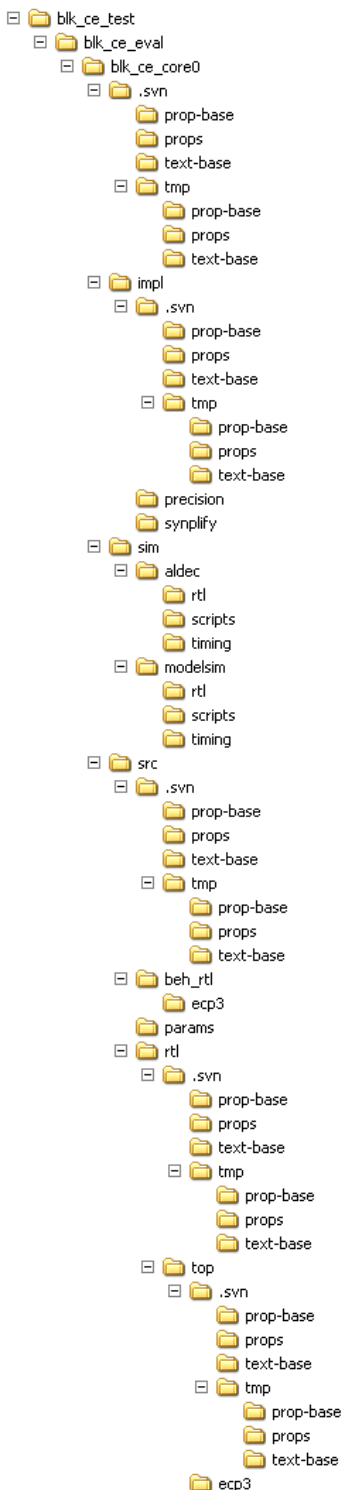 blk_ce_test
blk_ce_eval
blk_ce_core0
.svn
prop-base
props
text-base
tmp
prop-base
props
text-base
impl
.svn
prop-base
props
text-base
tmp
prop-base
props
text-base
precision
synplify
sim
aldec
rtl
scripts
timing
modelsim
rtl
scripts
timing
src
.svn
prop-base
props
text-base
tmp
prop-base
props
text-base
beh_rtl
ecp3
params
rtl
.svn
prop-base
props
text-base
tmp
prop-base
props
text-base
top
.svn
prop-base
props
text-base
tmp
prop-base
props
text-base
ecp3